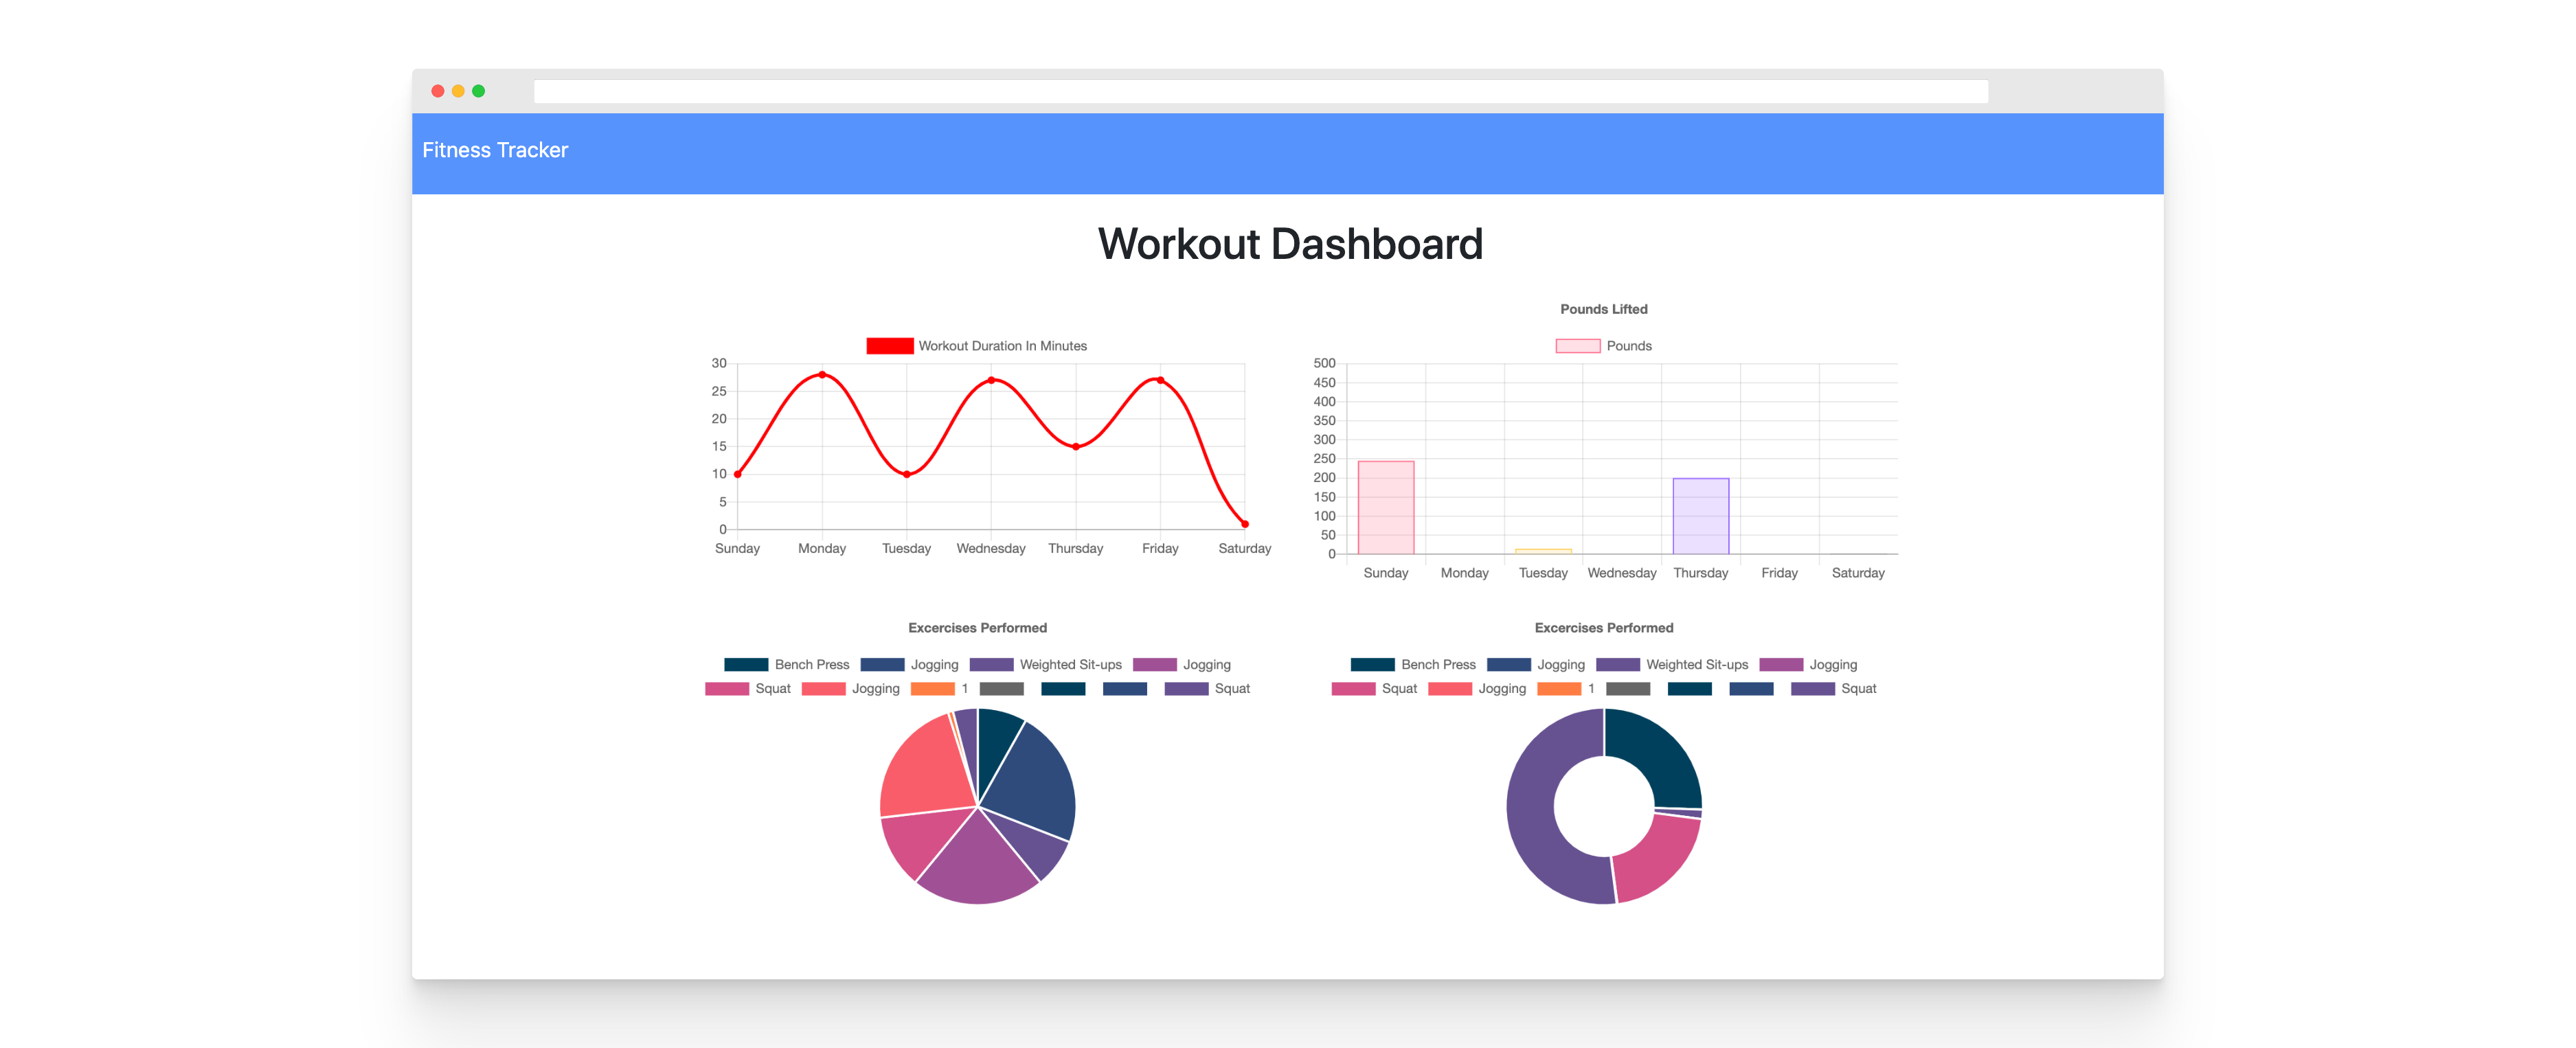 Fitness Tracker
Workout Dashboard
Workout Duration In Minutes
30
25
20
15
10
5
0
Sunday Monday Tuesday Wednesday Thursday Friday Saturday
Pounds Lifted
Pounds
500
450
400
350
300
250
200
150
100
50
0
Sunday Monday Tuesday Wednesday Thursday Friday Saturday
Excercises Performed
Bench Press Jogging Weighted Sit-ups Jogging
Squat Jogging 1 Squat
Excercises Performed
Bench Press Jogging Weighted Sit-ups Jogging
Squat Jogging 1 Squat